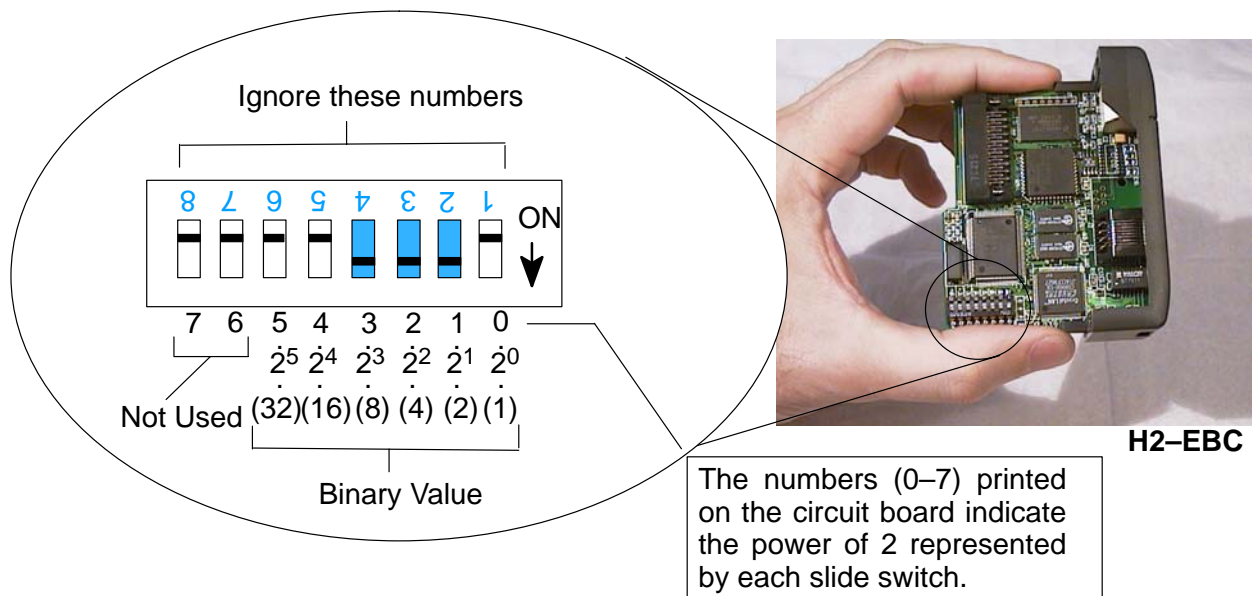 Ignore these numbers
8 7 6 5 4 3 2 1
ON
7 6 5 4 3 2 1 0
2⁵ 2⁴ 2³ 2² 2¹ 2⁰
Not Used
(32)(16) (8) (4) (2) (1)
Binary Value
H2–EBC
The numbers (0–7) printed
on the circuit board indicate
the power of 2 represented
by each slide switch.